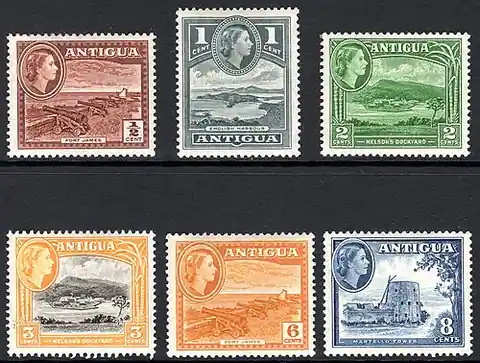 ANTIGUA
1/2
CENTS
FORT JAMES
1 1
CENT CENT
ENGLISH HARBOUR
ANTIGUA
ANTIGUA
2 2
CENTS NELSON'S DOCKYARD CENTS
ANTIGUA
3 3
CENTS NELSON'S DOCKYARD CENTS
ANTIGUA
6
FORT JAMES CENTS
ANTIGUA
8
MARTELLO TOWER CENTS